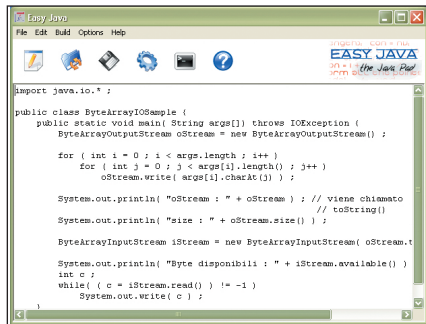 Easy Java
File Edit Build Options Help
EASY JAVA
the Java Pad
import java.io.* ;
public class ByteArrayIOSample {
public static void main( String args[]) throws IOException {
ByteArrayOutputStream oStream = new ByteArrayOutputStream() ;
for ( int i = 0 ; i < args.length ; i++ )
for ( int j = 0 ; j < args[i].length() ; j++ )
oStream.write( args[i].charAt(j) ) ;
System.out.println( "oStream : " + oStream ) ; // viene chiamato
// toString()
System.out.println( "size : " + oStream.size() ) ;
ByteArrayInputStream iStream = new ByteArrayInputStream( oStream.t
System.out.println( "Byte disponibili : " + iStream.available() )
int c ;
while( ( c = iStream.read() ) != -1 )
System.out.write( c ) ;
}